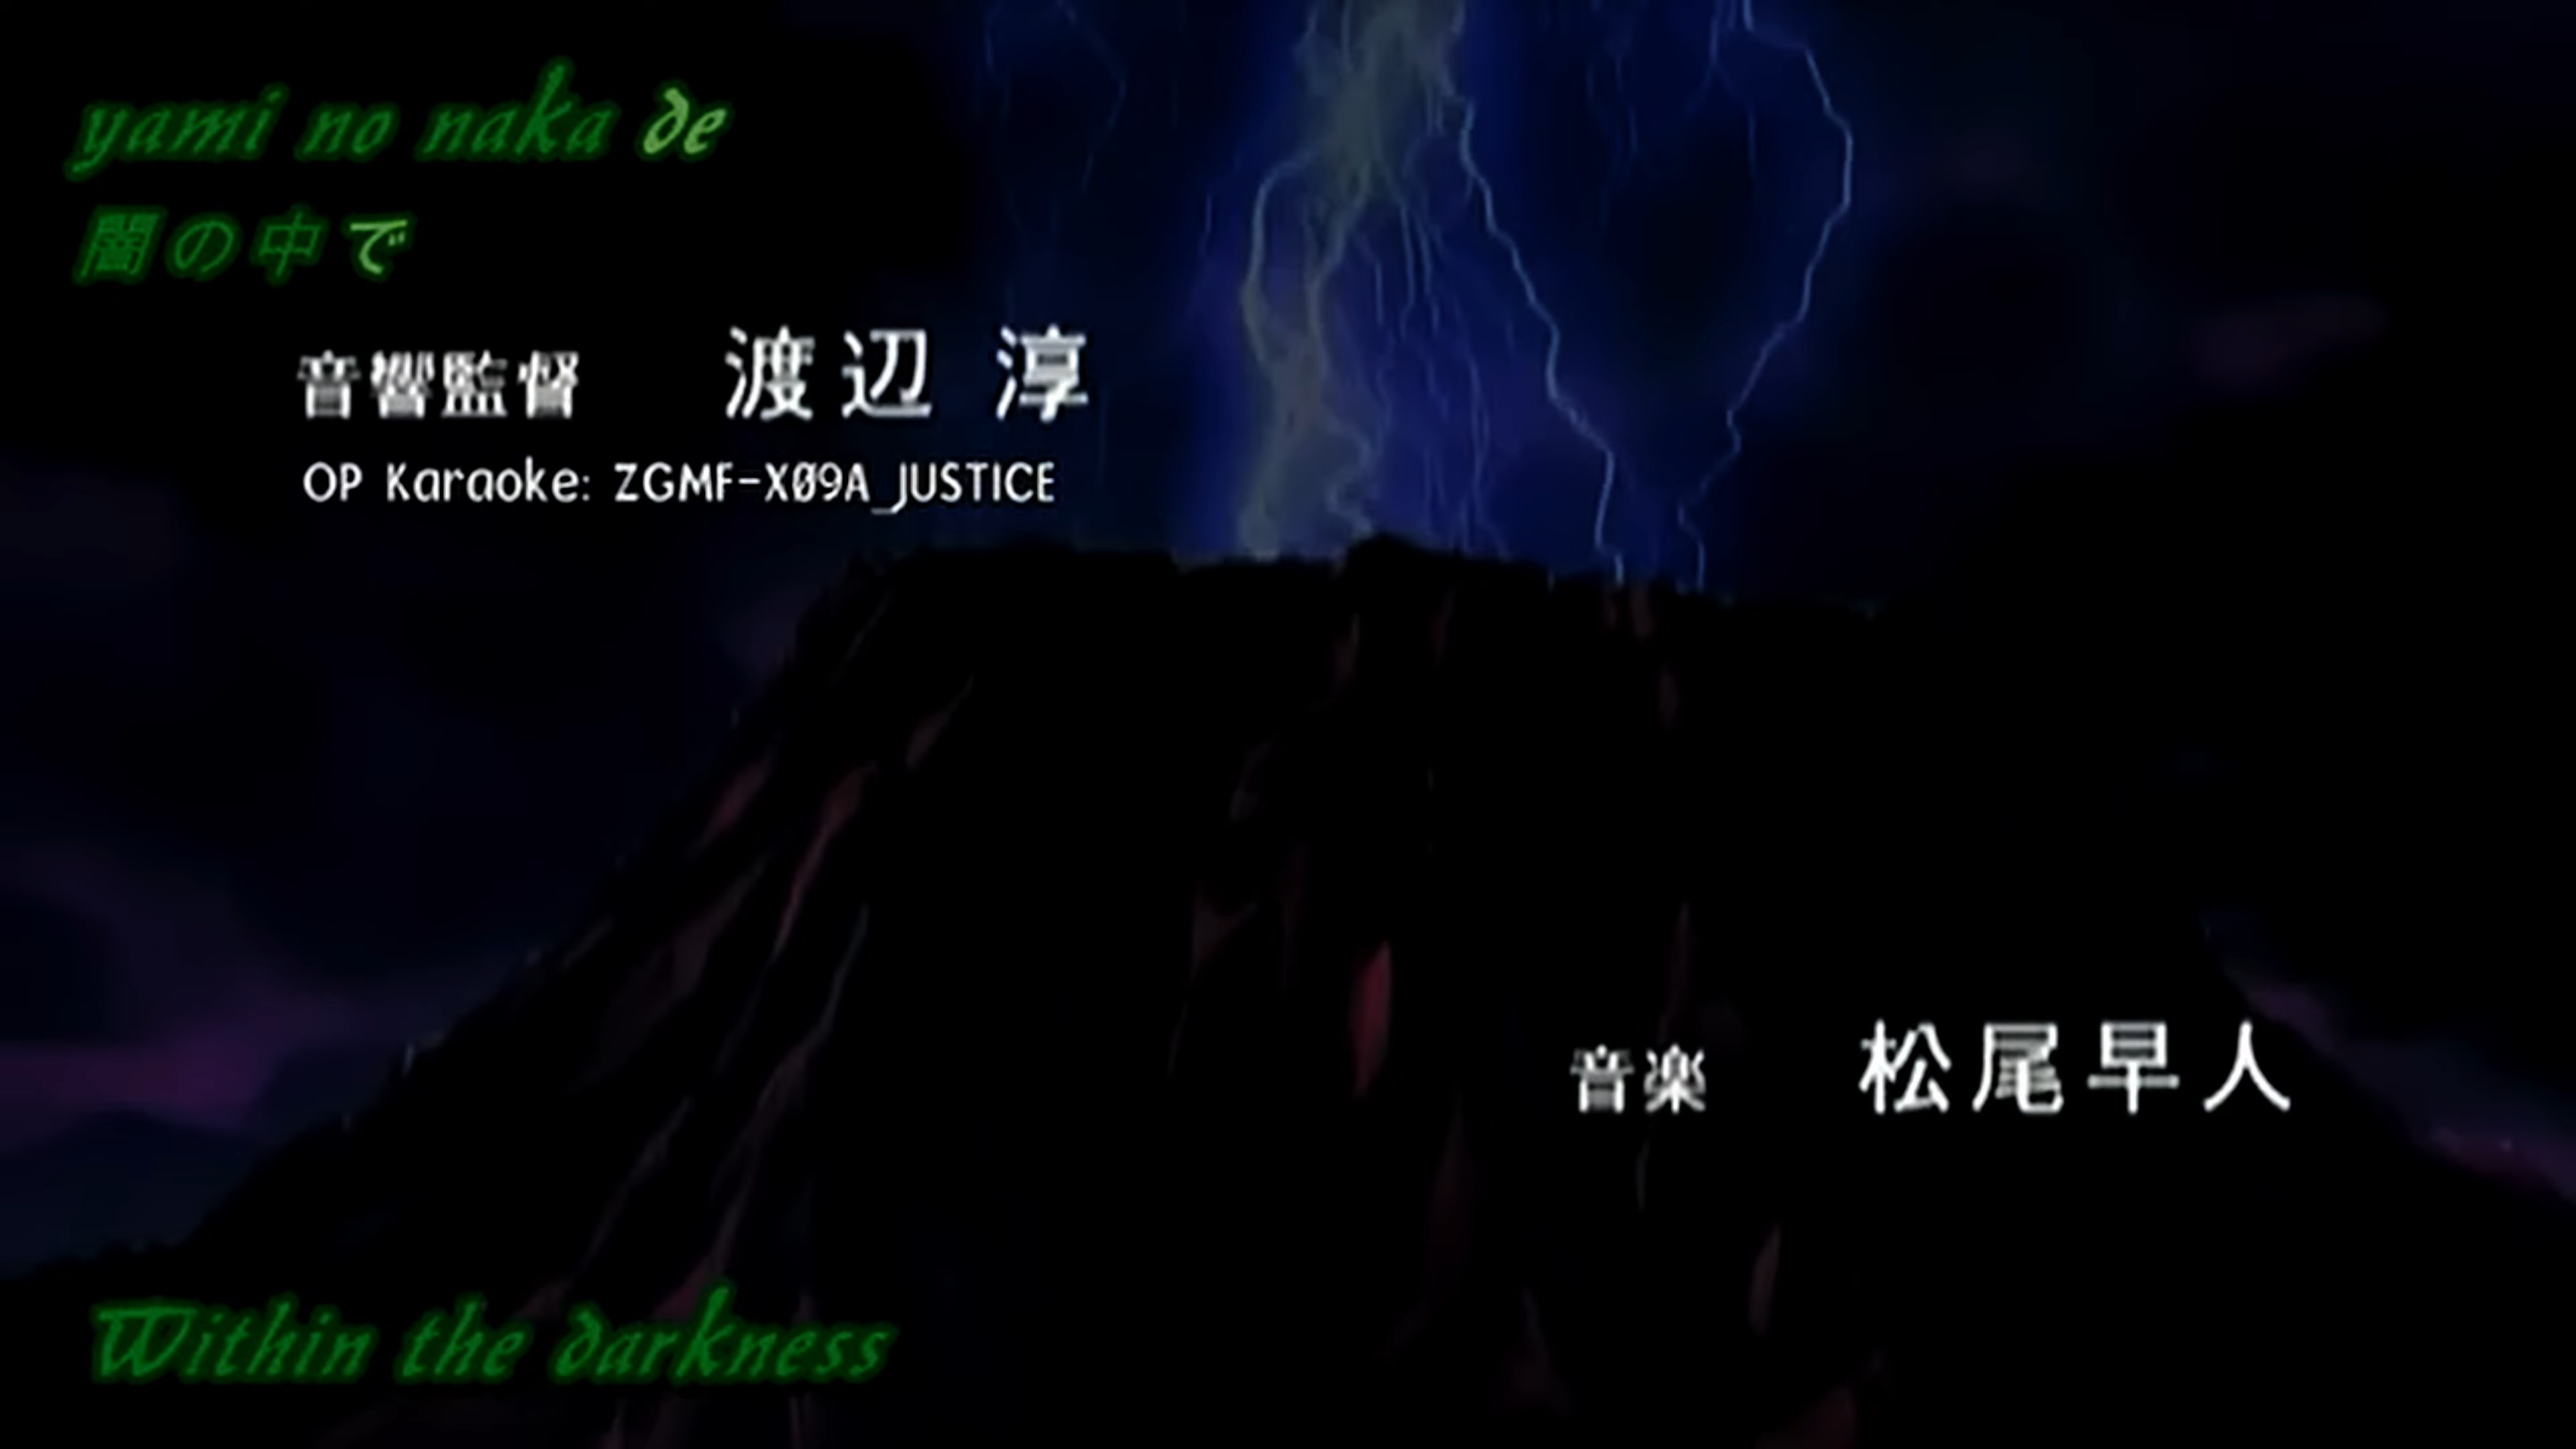 yami no naka de
闇の中で
音響監督 渡辺 淳
OP Karaoke: ZGMF-X09A_JUSTICE
音楽 松尾早人
Within the darkness